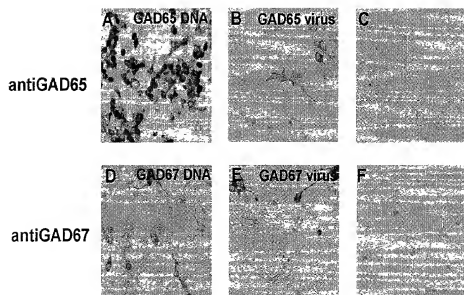 A GAD65 DNA
B GAD65 virus
C
antiGAD65
D GAD67 DNA
E GAD67 virus
F
antiGAD67